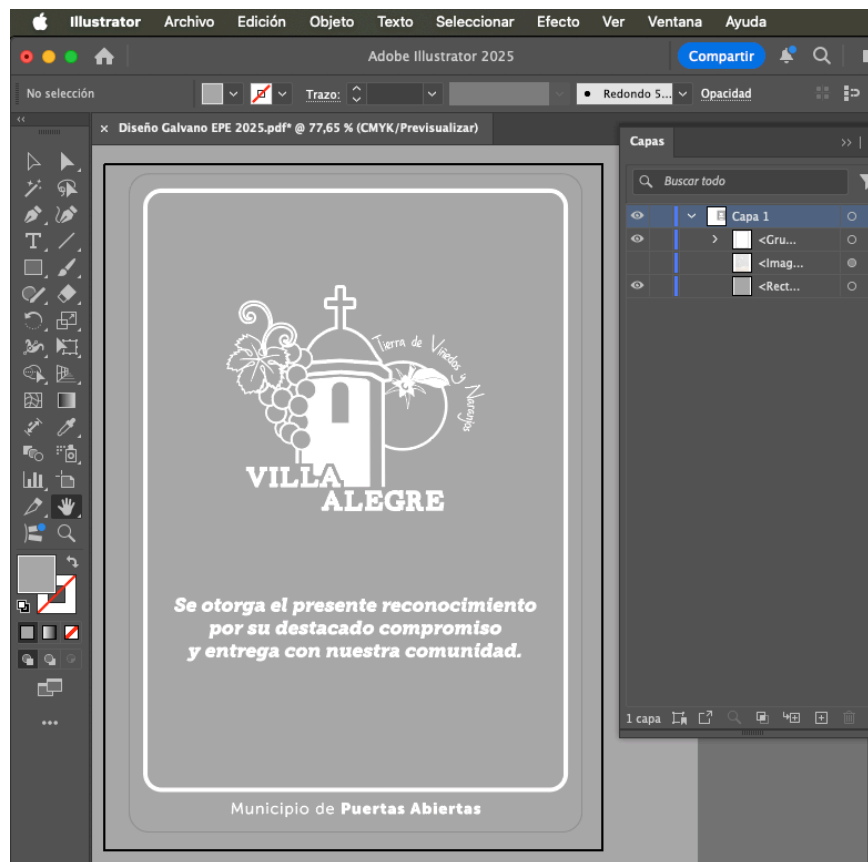 Illustrator Archivo Edición Objeto Texto Seleccionar Efecto Ver Ventana Ayuda
Adobe Illustrator 2025
Compartir
No selección
Trazo:
Redondo 5...
Opacidad
× Diseño Galvano EPE 2025.pdf* @ 77,65 % (CMYK/Previsualizar)
Capas
Buscar todo
Capa 1
<Gru...
<Imag...
<Rect...
1 capa
Tierra de Viñedos y Naranjos
VILLA
ALEGRE
Se otorga el presente reconocimiento
por su destacado compromiso
y entrega con nuestra comunidad.
Municipio de Puertas Abiertas